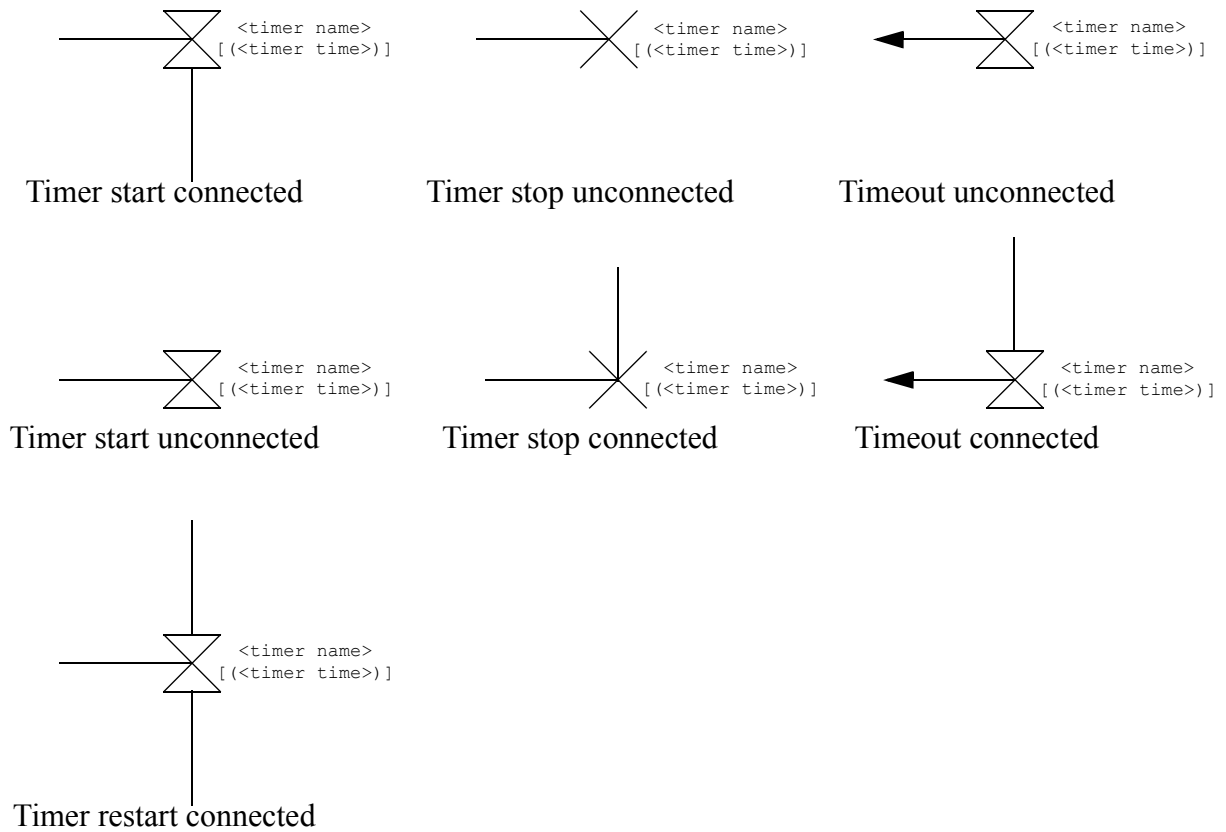 <timer name>
[(<timer time>)]
<timer name>
[(<timer time>)]
<timer name>
[(<timer time>)]
Timer start connected
Timer stop unconnected
Timeout unconnected
<timer name>
[(<timer time>)]
<timer name>
[(<timer time>)]
<timer name>
[(<timer time>)]
Timer start unconnected
Timer stop connected
Timeout connected
<timer name>
[(<timer time>)]
Timer restart connected